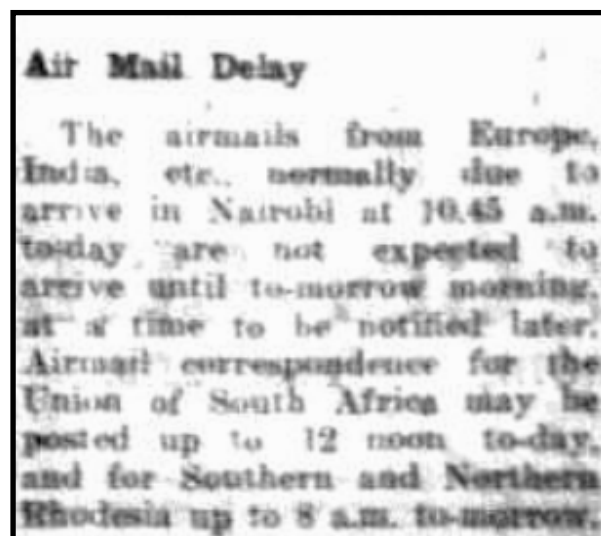 Air Mail Delay
The airmails from Europe,
India, etc., normally due to
arrive in Nairobi at 10.45 a.m.
to-day are not expected to
arrive until to-morrow morning,
at a time to be notified later.
Airmail correspondence for the
Union of South Africa may be
posted up to 12 noon to-day,
and for Southern and Northern
Rhodesia up to 8 a.m. to-morrow.